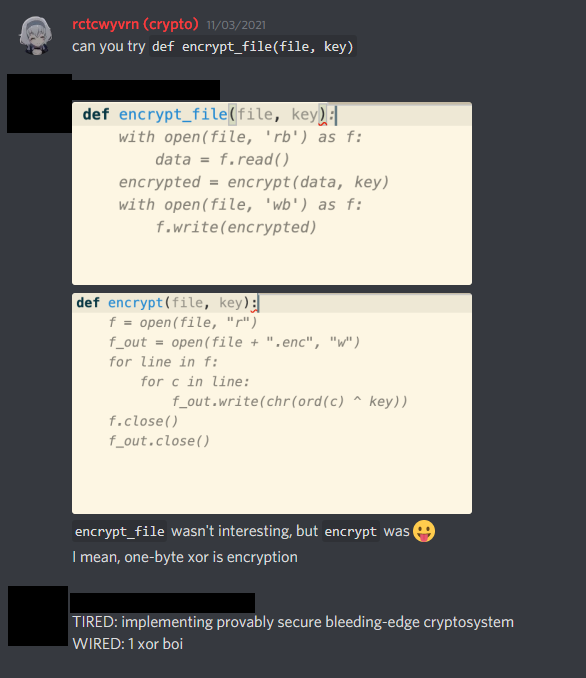 rctcwyvrn (crypto) 11/03/2021
can you try def encrypt_file(file, key)
def encrypt_file(file, key):
    with open(file, 'rb') as f:
        data = f.read()
    encrypted = encrypt(data, key)
    with open(file, 'wb') as f:
        f.write(encrypted)
def encrypt(file, key):
    f = open(file, "r")
    f_out = open(file + ".enc", "w")
    for line in f:
        for c in line:
            f_out.write(chr(ord(c) ^ key))
    f.close()
    f_out.close()
encrypt_file wasn't interesting, but encrypt was 😛
I mean, one-byte xor is encryption
TIRED: implementing provably secure bleeding-edge cryptosystem
WIRED: 1 xor boi